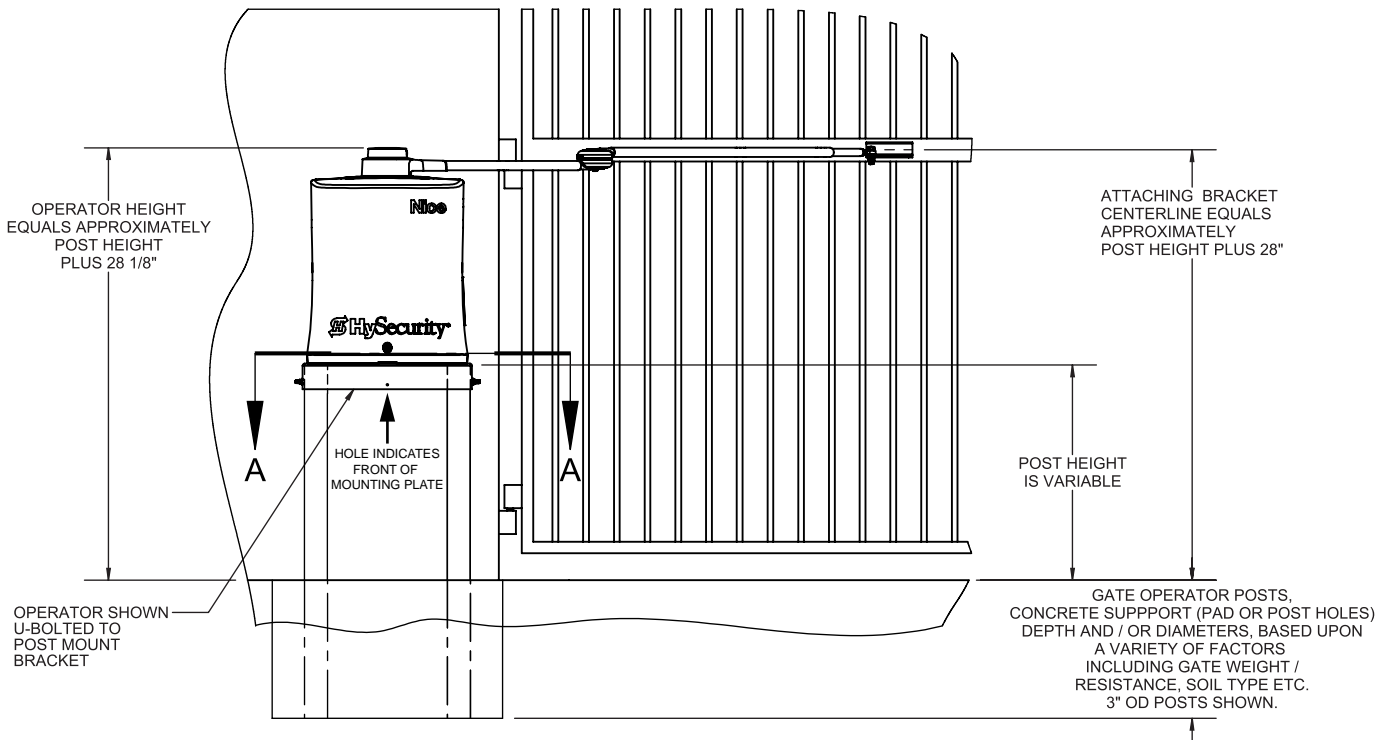 OPERATOR HEIGHT
EQUALS APPROXIMATELY
POST HEIGHT
PLUS 28 1/8"
Nice
HySecurity
ATTACHING BRACKET
CENTERLINE EQUALS
APPROXIMATELY
POST HEIGHT PLUS 28"
A
HOLE INDICATES
FRONT OF
MOUNTING PLATE
A
POST HEIGHT
IS VARIABLE
OPERATOR SHOWN
U-BOLTED TO
POST MOUNT
BRACKET
GATE OPERATOR POSTS,
CONCRETE SUPPPORT (PAD OR POST HOLES)
DEPTH AND / OR DIAMETERS, BASED UPON
A VARIETY OF FACTORS
INCLUDING GATE WEIGHT /
RESISTANCE, SOIL TYPE ETC.
3" OD POSTS SHOWN.